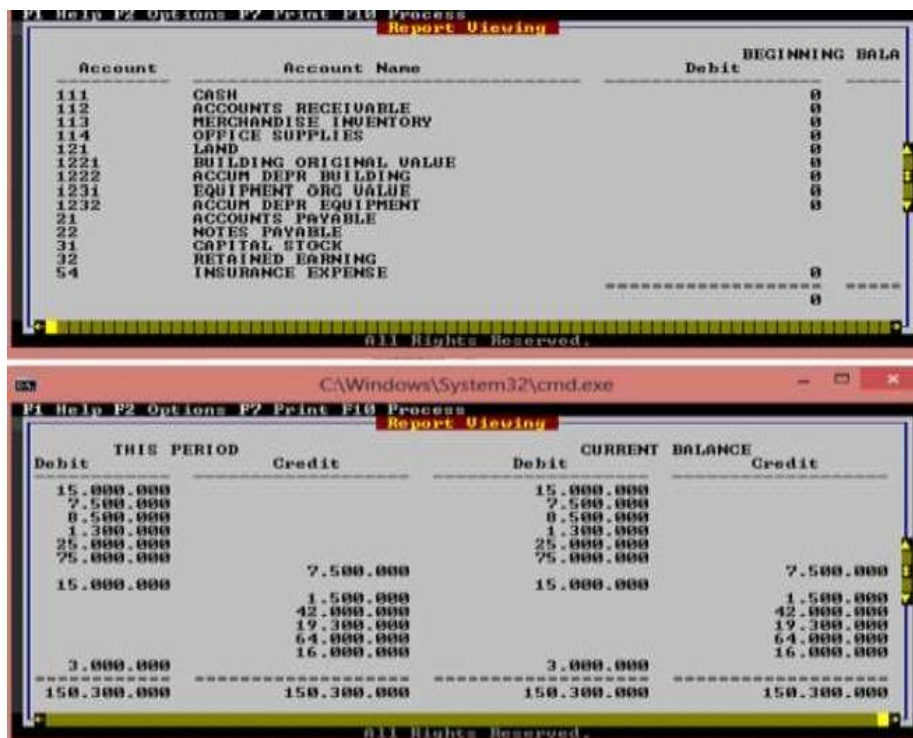 F1 Help F2 Options F7 Print F10 Process
Report Viewing
BEGINNING BALA
Account Account Name Debit
111 CASH 0
112 ACCOUNTS RECEIVABLE 0
113 MERCHANDISE INVENTORY 0
114 OFFICE SUPPLIES 0
121 LAND 0
1221 BUILDING ORIGINAL VALUE 0
1222 ACCUM DEPR BUILDING 0
1231 EQUIPMENT ORG VALUE 0
1232 ACCUM DEPR EQUIPMENT 0
21 ACCOUNTS PAYABLE
22 NOTES PAYABLE
31 CAPITAL STOCK
32 RETAINED EARNING
54 INSURANCE EXPENSE 0
0
All Rights Reserved.
C:\Windows\System32\cmd.exe
F1 Help F2 Options F7 Print F10 Process
Report Viewing
THIS PERIOD CURRENT BALANCE
Debit Credit Debit Credit
15.000.000 15.000.000
7.500.000 7.500.000
8.500.000 8.500.000
1.300.000 1.300.000
25.000.000 25.000.000
75.000.000 75.000.000
7.500.000 7.500.000
15.000.000 15.000.000
1.500.000 1.500.000
42.000.000 42.000.000
19.300.000 19.300.000
64.000.000 64.000.000
16.000.000 16.000.000
3.000.000 3.000.000
150.300.000 150.300.000 150.300.000 150.300.000
All Rights Reserved.